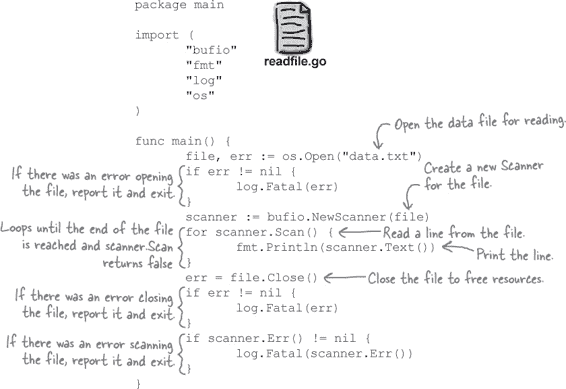 package main
import (
"bufio"
"fmt"
"log"
"os"
)
readfile.go
func main() {
Open the data file for reading.
file, err := os.Open("data.txt")
If there was an error opening
the file, report it and exit.
if err != nil {
log.Fatal(err)
}
Create a new Scanner
for the file.
scanner := bufio.NewScanner(file)
Loops until the end of the file
is reached and scanner.Scan
returns false
for scanner.Scan() {
Read a line from the file.
fmt.Println(scanner.Text())
Print the line.
}
err = file.Close()
Close the file to free resources.
If there was an error closing
the file, report it and exit.
if err != nil {
log.Fatal(err)
}
If there was an error scanning
the file, report it and exit.
if scanner.Err() != nil {
log.Fatal(scanner.Err())
}
}